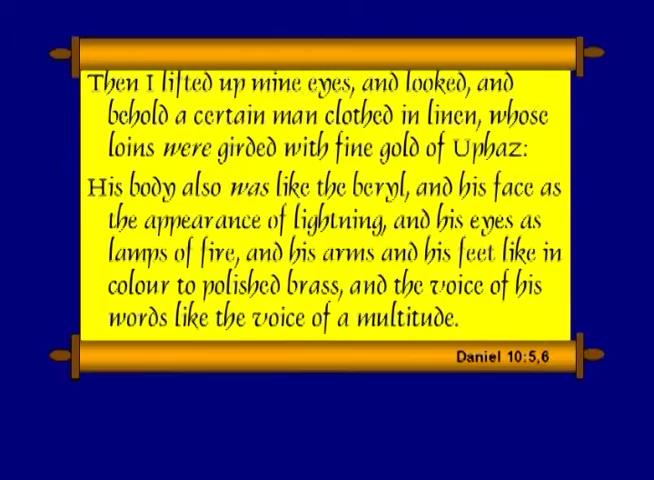 Then I lifted up mine eyes, and looked, and
behold a certain man clothed in linen, whose
loins were girded with fine gold of Uphaz:
His body also was like the beryl, and his face as
the appearance of lightning, and his eyes as
lamps of fire, and his arms and his feet like in
colour to polished brass, and the voice of his
words like the voice of a multitude.
Daniel 10:5,6